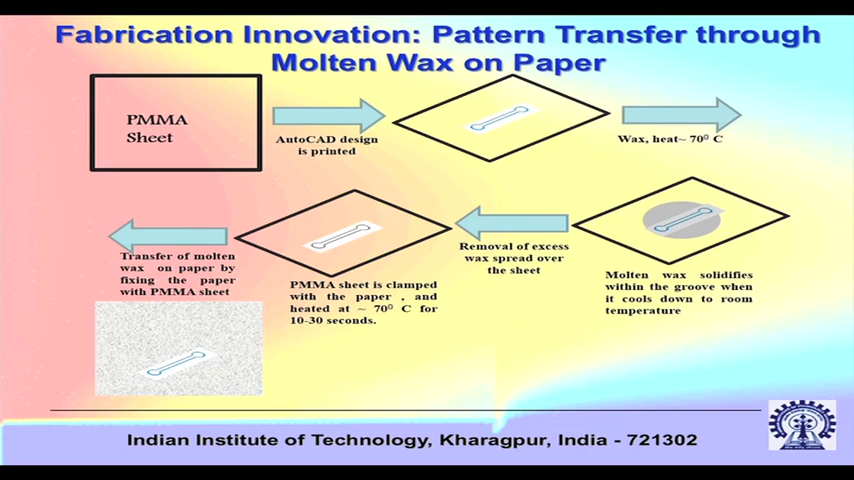 Fabrication Innovation: Pattern Transfer through
Molten Wax on Paper
PMMA
Sheet
AutoCAD design
is printed
Wax, heat~ 70⁰ C
Molten wax solidifies
within the groove when
it cools down to room
temperature
Removal of excess
wax spread over
the sheet
PMMA sheet is clamped
with the paper , and
heated at ~ 70⁰ C for
10-30 seconds.
Transfer of molten
wax on paper by
fixing the paper
with PMMA sheet
Indian Institute of Technology, Kharagpur, India - 721302